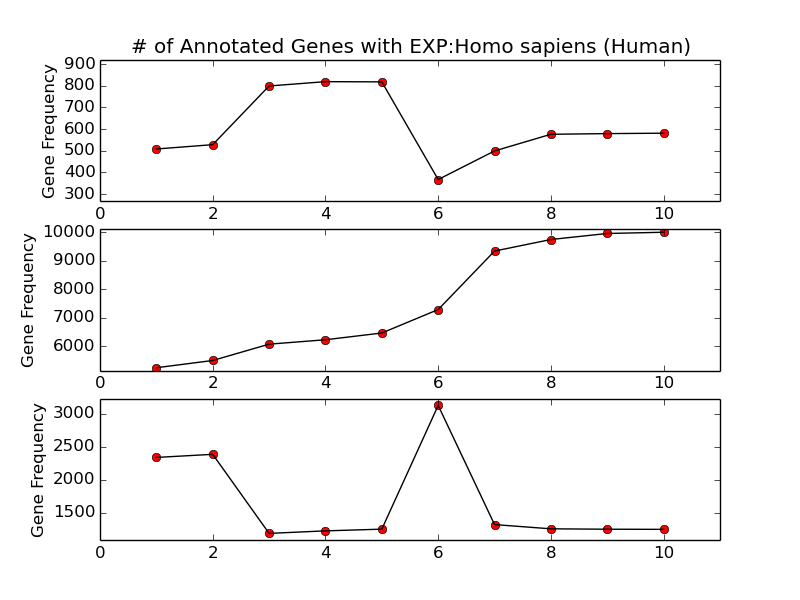 # of Annotated Genes with EXP:Homo sapiens (Human)
900
800
700
600
500
400
300
Gene Frequency
0 2 4 6 8 10
10000
9000
8000
7000
6000
Gene Frequency
0 2 4 6 8 10
3000
2500
2000
1500
Gene Frequency
0 2 4 6 8 10